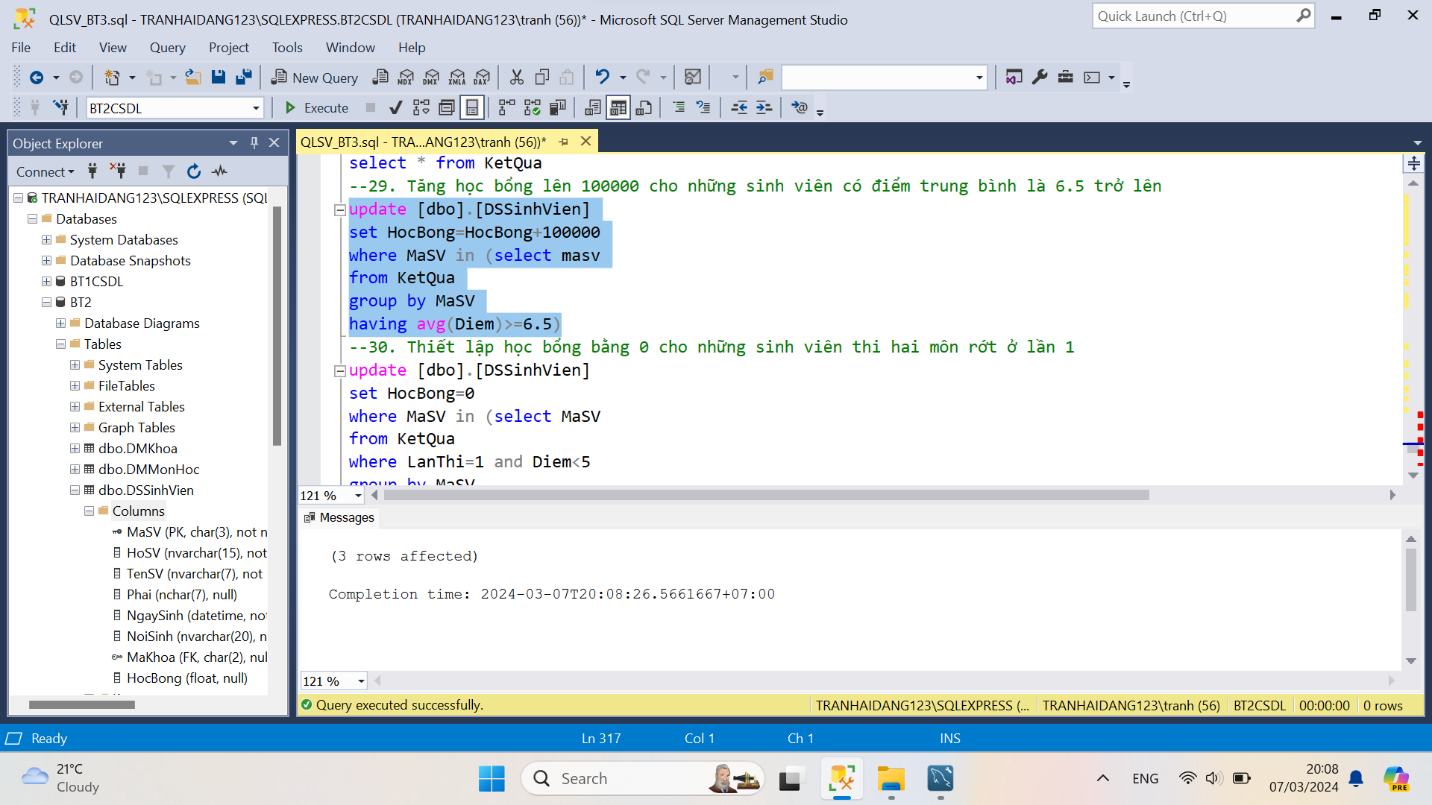 QLSV_BT3.sql - TRANHAIDANG123\SQLEXPRESS.BT2CSDL (TRANHAIDANG123\tranh (56))* - Microsoft SQL Server Management Studio
Quick Launch (Ctrl+Q)
File Edit View Query Project Tools Window Help
New Query
MDX DMX XMLA DAX
BT2CSDL
Execute
Object Explorer
QLSV_BT3.sql - TRA...ANG123\tranh (56))*
Connect
TRANHAIDANG123\SQLEXPRESS (SQL
Databases
System Databases
Database Snapshots
BT1CSDL
BT2
Database Diagrams
Tables
System Tables
FileTables
External Tables
Graph Tables
dbo.DMKhoa
dbo.DMMonHoc
dbo.DSSinhVien
Columns
MaSV (PK, char(3), not n
HoSV (nvarchar(15), not
TenSV (nvarchar(7), not
Phai (nchar(7), null)
NgaySinh (datetime, not
NoiSinh (nvarchar(20), n
MaKhoa (FK, char(2), nul
HocBong (float, null)
select * from KetQua
--29. Tăng học bổng lên 100000 cho những sinh viên có điểm trung bình là 6.5 trở lên
update [dbo].[DSSinhVien]
set HocBong=HocBong+100000
where MaSV in (select masv
from KetQua
group by MaSV
having avg(Diem)>=6.5)
--30. Thiết lập học bổng bằng 0 cho những sinh viên thi hai môn rớt ở lần 1
update [dbo].[DSSinhVien]
set HocBong=0
where MaSV in (select MaSV
from KetQua
where LanThi=1 and Diem<5
group by MaSV
121 %
Messages
(3 rows affected)
Completion time: 2024-03-07T20:08:26.5661667+07:00
121 %
Query executed successfully.
TRANHAIDANG123\SQLEXPRESS (... TRANHAIDANG123\tranh (56) BT2CSDL 00:00:00 0 rows
Ready
Ln 317 Col 1 Ch 1 INS
21°C
Cloudy
Search
ENG
20:08
07/03/2024
PRE